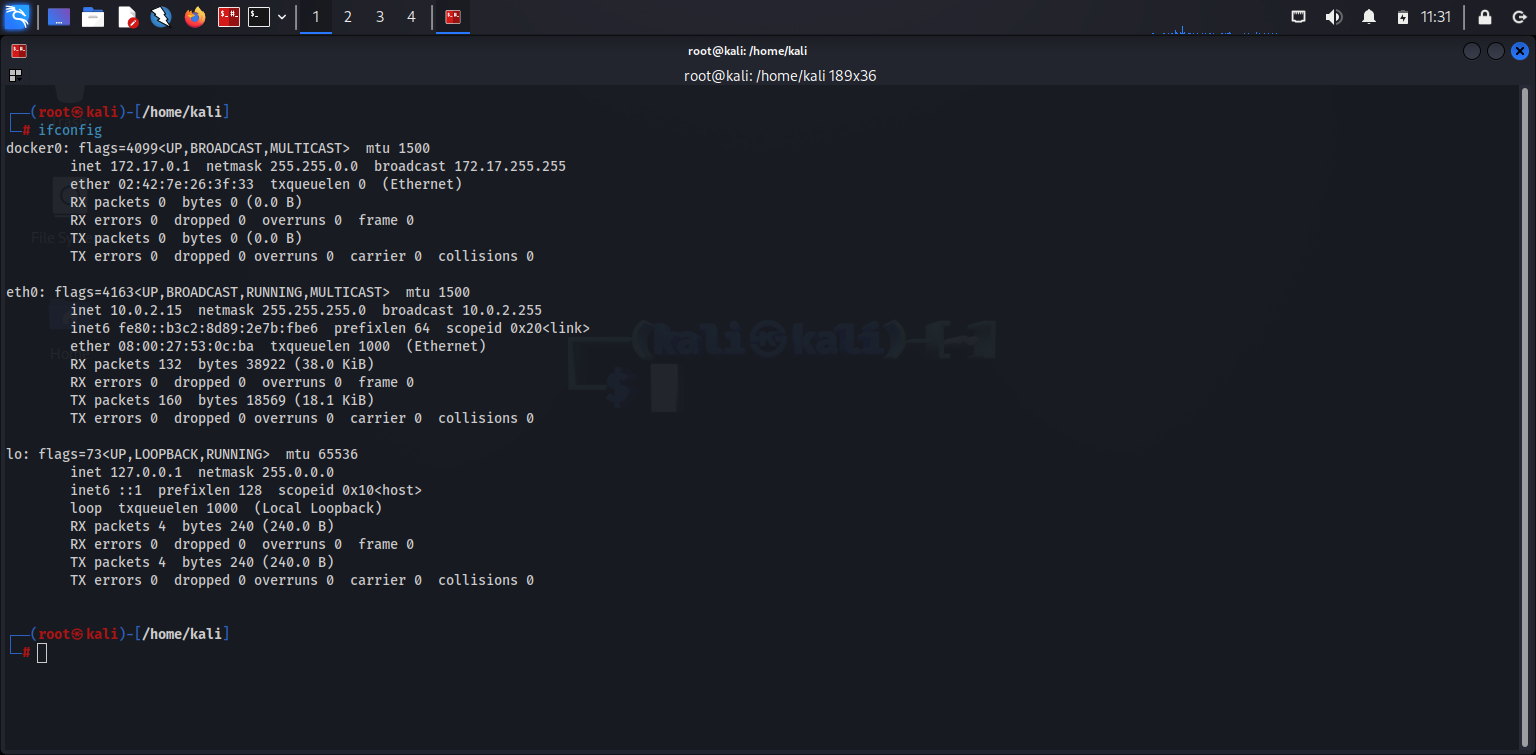 1 2 3 4 11:31
root@kali: /home/kali
root@kali: /home/kali 189x36
┌──(root㉿kali)-[/home/kali]
└─# ifconfig
docker0: flags=4099<UP,BROADCAST,MULTICAST>  mtu 1500
        inet 172.17.0.1  netmask 255.255.0.0  broadcast 172.17.255.255
        ether 02:42:7e:26:3f:33  txqueuelen 0  (Ethernet)
        RX packets 0  bytes 0 (0.0 B)
        RX errors 0  dropped 0  overruns 0  frame 0
        TX packets 0  bytes 0 (0.0 B)
        TX errors 0  dropped 0 overruns 0  carrier 0  collisions 0
eth0: flags=4163<UP,BROADCAST,RUNNING,MULTICAST>  mtu 1500
        inet 10.0.2.15  netmask 255.255.255.0  broadcast 10.0.2.255
        inet6 fe80::b3c2:8d89:2e7b:fbe6  prefixlen 64  scopeid 0x20<link>
        ether 08:00:27:53:0c:ba  txqueuelen 1000  (Ethernet)
        RX packets 132  bytes 38922 (38.0 KiB)
        RX errors 0  dropped 0  overruns 0  frame 0
        TX packets 160  bytes 18569 (18.1 KiB)
        TX errors 0  dropped 0 overruns 0  carrier 0  collisions 0
lo: flags=73<UP,LOOPBACK,RUNNING>  mtu 65536
        inet 127.0.0.1  netmask 255.0.0.0
        inet6 ::1  prefixlen 128  scopeid 0x10<host>
        loop  txqueuelen 1000  (Local Loopback)
        RX packets 4  bytes 240 (240.0 B)
        RX errors 0  dropped 0  overruns 0  frame 0
        TX packets 4  bytes 240 (240.0 B)
        TX errors 0  dropped 0 overruns 0  carrier 0  collisions 0
┌──(root㉿kali)-[/home/kali]
└─#
File
(kali㉿kali)-[~]
$